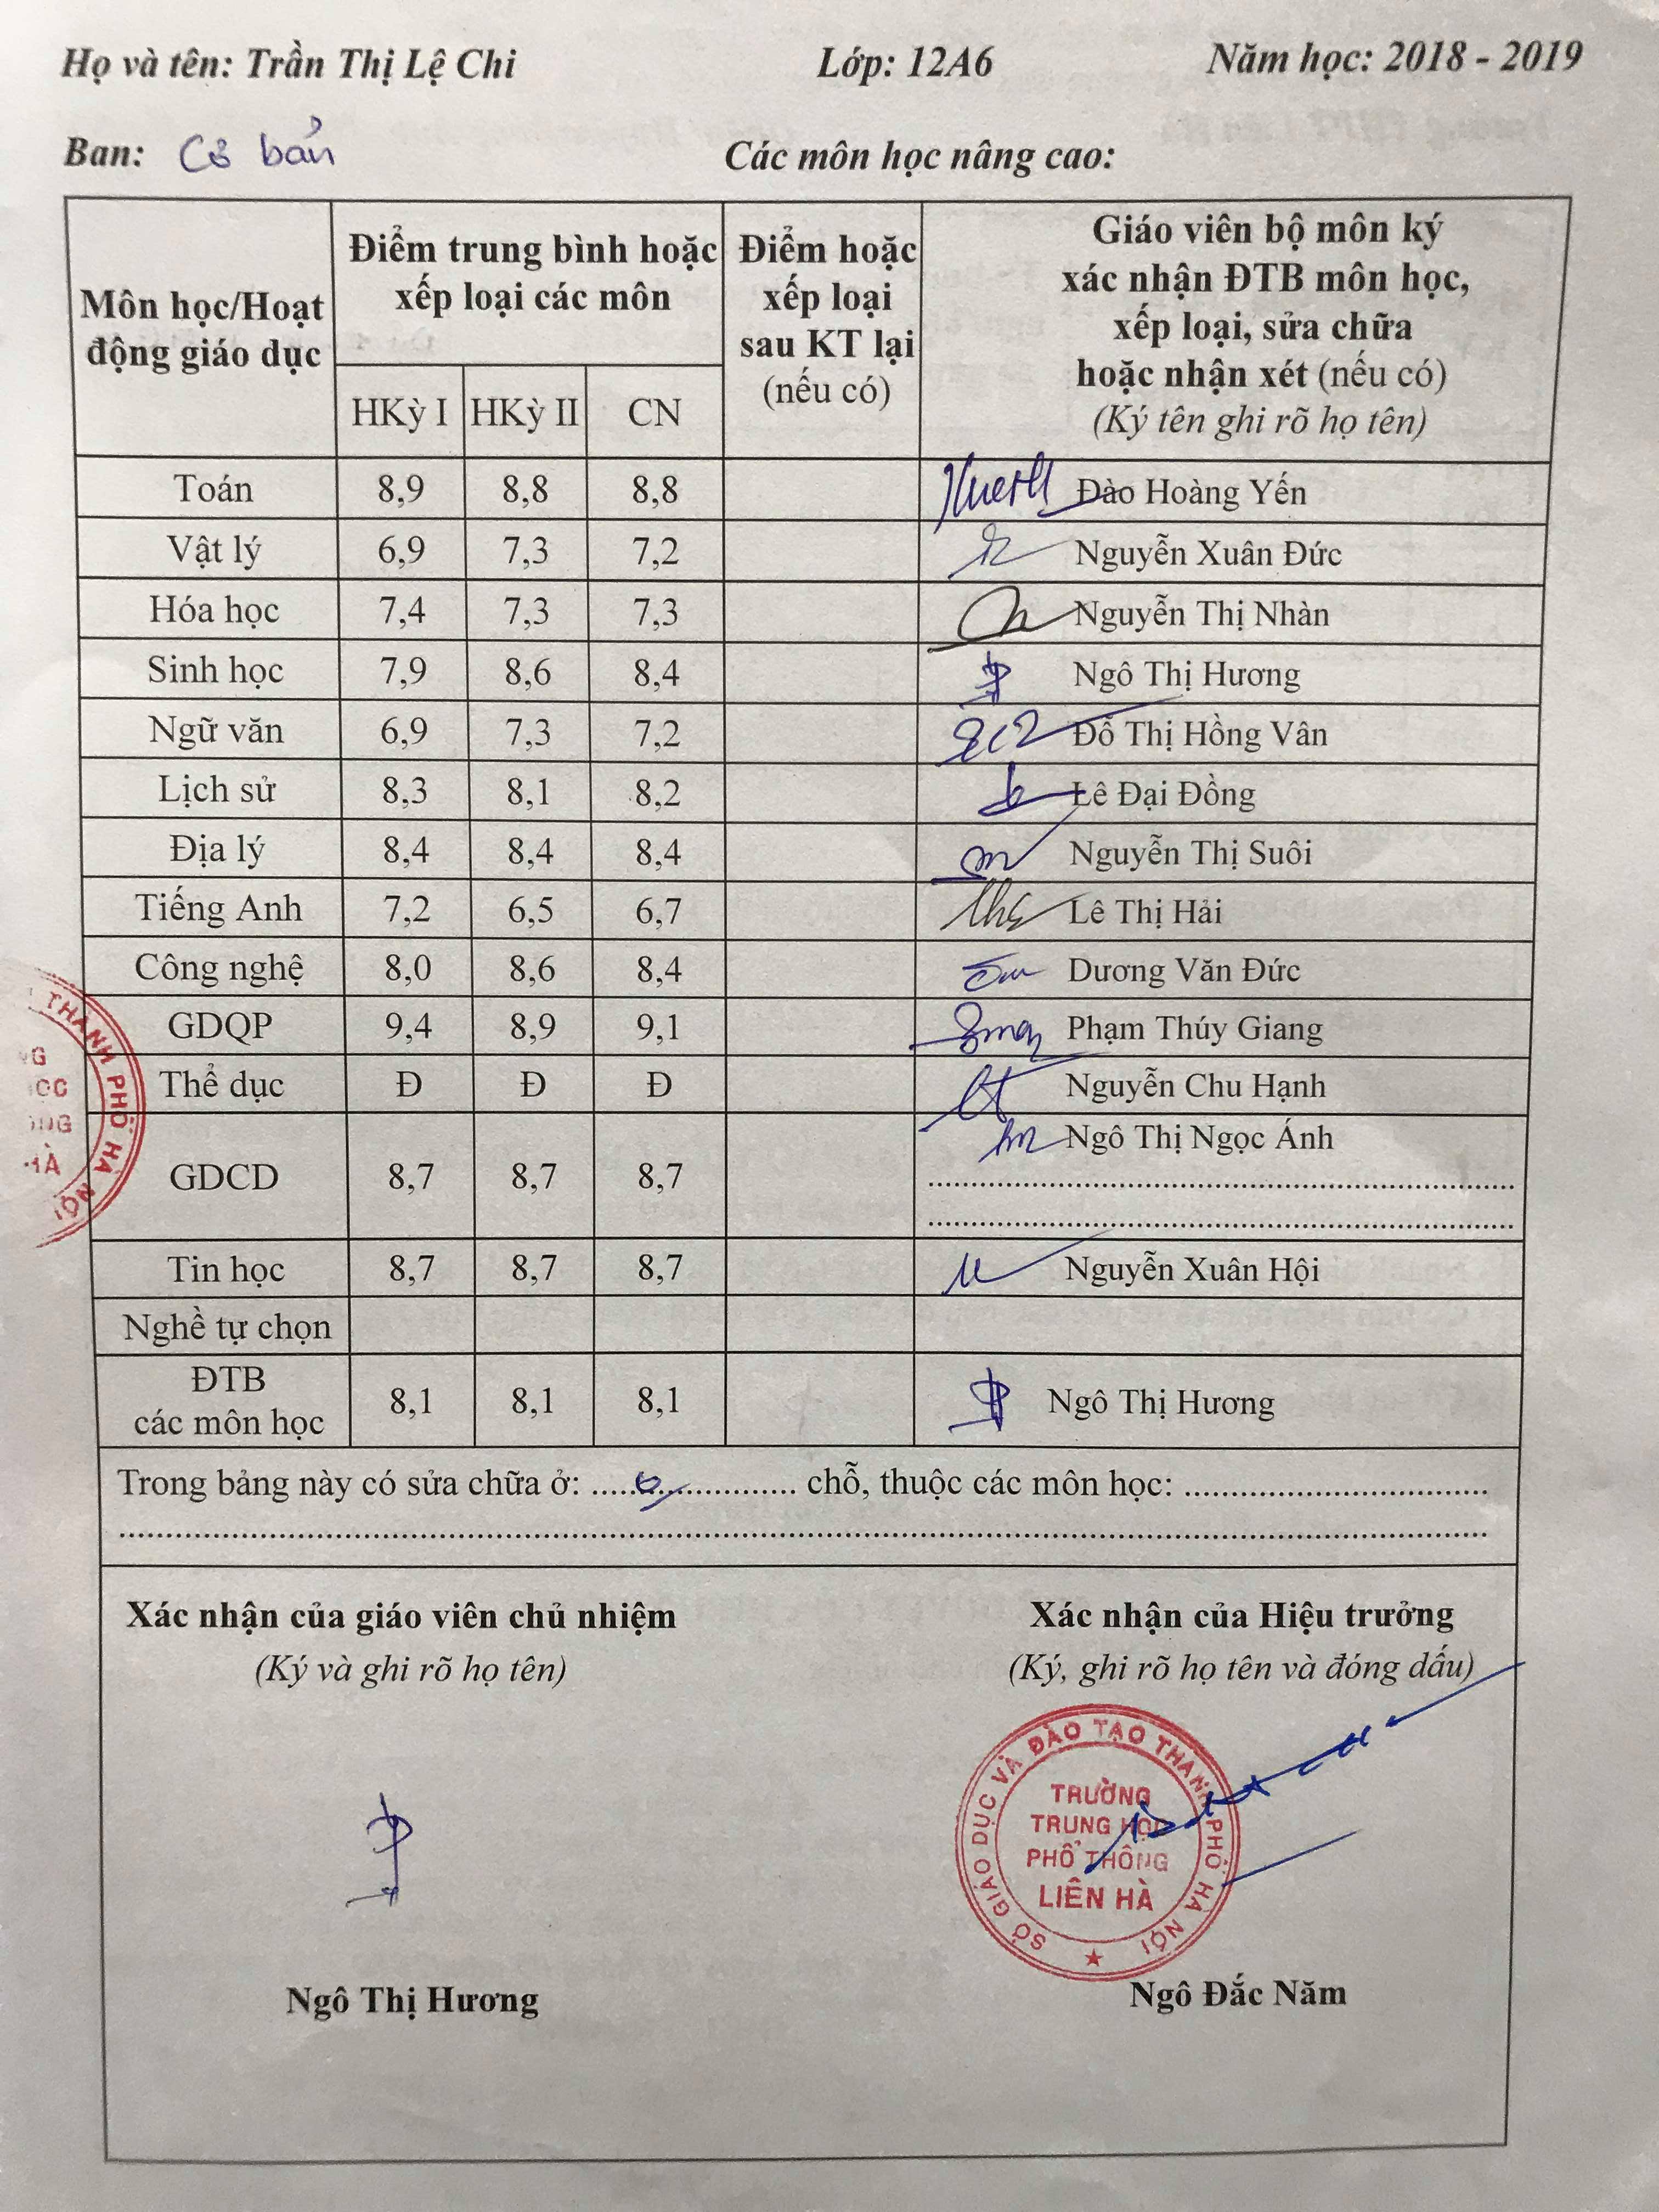 Họ và tên: Trần Thị Lệ Chi Lớp: 12A6 Năm học: 2018 - 2019
Ban: Cơ bản Các môn học nâng cao:
Môn học/Hoạt động giáo dục
Điểm trung bình hoặc xếp loại các môn
HKỳ I HKỳ II CN
Điểm hoặc xếp loại sau KT lại (nếu có)
Giáo viên bộ môn ký
xác nhận ĐTB môn học,
xếp loại, sửa chữa
hoặc nhận xét (nếu có)
(Ký tên ghi rõ họ tên)
Toán 8,9 8,8 8,8 Đào Hoàng Yến
Vật lý 6,9 7,3 7,2 Nguyễn Xuân Đức
Hóa học 7,4 7,3 7,3 Nguyễn Thị Nhàn
Sinh học 7,9 8,6 8,4 Ngô Thị Hương
Ngữ văn 6,9 7,3 7,2 Đỗ Thị Hồng Vân
Lịch sử 8,3 8,1 8,2 Lê Đại Đồng
Địa lý 8,4 8,4 8,4 Nguyễn Thị Suôi
Tiếng Anh 7,2 6,5 6,7 Lê Thị Hải
Công nghệ 8,0 8,6 8,4 Dương Văn Đức
GDQP 9,4 8,9 9,1 Phạm Thúy Giang
Thể dục Đ Đ Đ Nguyễn Chu Hạnh
GDCD 8,7 8,7 8,7 Ngô Thị Ngọc Ánh
Tin học 8,7 8,7 8,7 Nguyễn Xuân Hội
Nghề tự chọn
ĐTB
các môn học 8,1 8,1 8,1 Ngô Thị Hương
Trong bảng này có sửa chữa ở: ...................... chỗ, thuộc các môn học: .................................
THÀNH PHỐ HÀ NỘI
Xác nhận của giáo viên chủ nhiệm Xác nhận của Hiệu trưởng
(Ký và ghi rõ họ tên) (Ký, ghi rõ họ tên và đóng dấu)
SỞ GIÁO DỤC VÀ ĐÀO TẠO THÀNH PHỐ HÀ NỘI
TRƯỜNG
TRUNG HỌC
PHỔ THÔNG
LIÊN HÀ
Ngô Thị Hương Ngô Đắc Năm